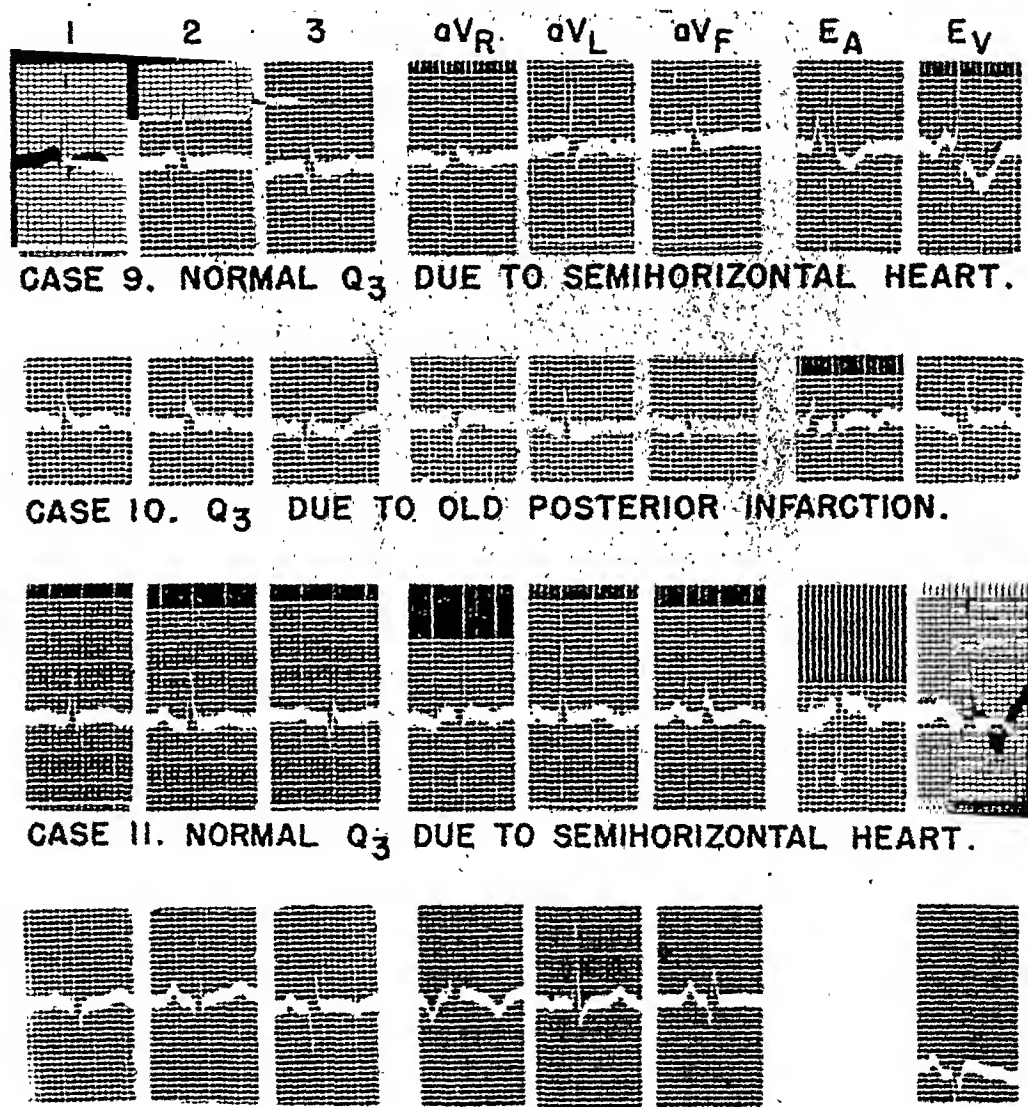 1 2 3 aVR aVL aVF EA EV
CASE 9. NORMAL Q3 DUE TO SEMIHORIZONTAL HEART.
CASE 10. Q3 DUE TO OLD POSTERIOR INFARCTION.
CASE 11. NORMAL Q3 DUE TO SEMIHORIZONTAL HEART.